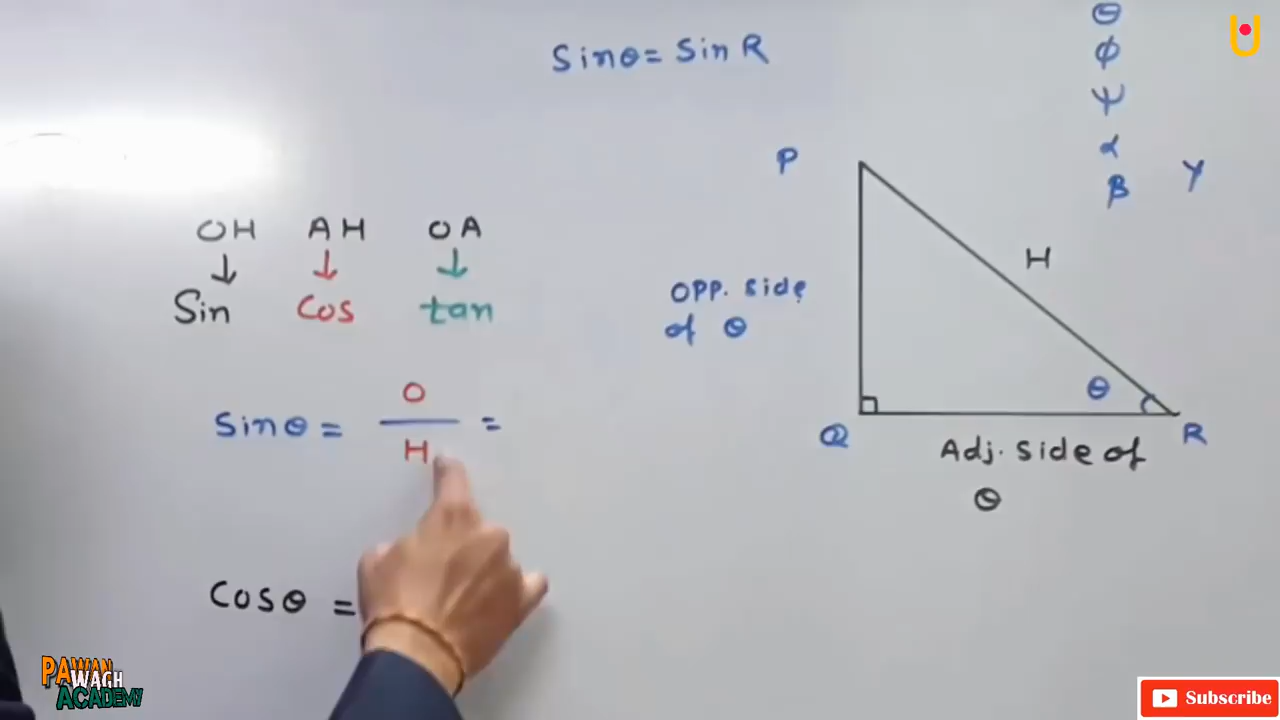 Sinθ = Sin R
θ
ϕ
ψ
α
β
γ
P
OH AH OA
↓ ↓ ↓
Sin Cos tan
H
OPP. side
of θ
θ
Sinθ = O/H =
Q
R
Adj. side of
θ
Cosθ =
PAWAN
WAGH
ACADEMY
Subscribe